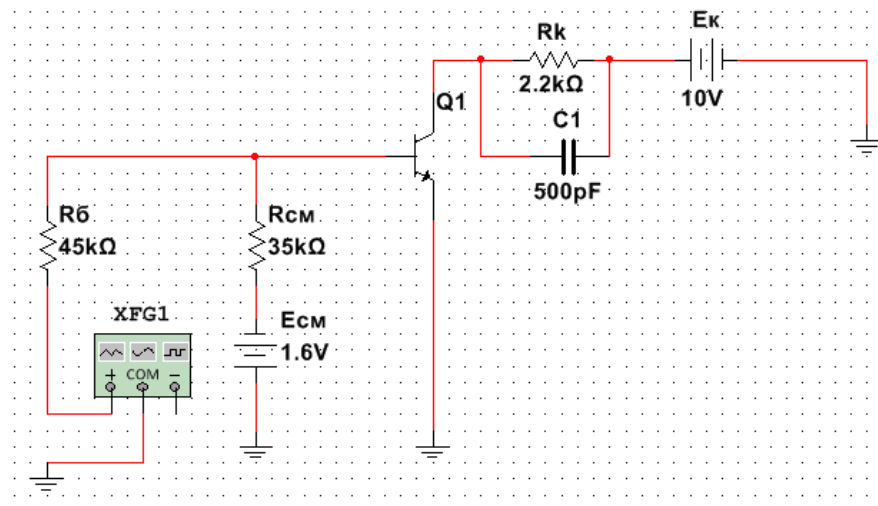 Rk
2.2kΩ
Eк
10V
Q1
C1
500pF
Rб
45kΩ
Rсм
35kΩ
XFG1
Eсм
1.6V
+ COM −